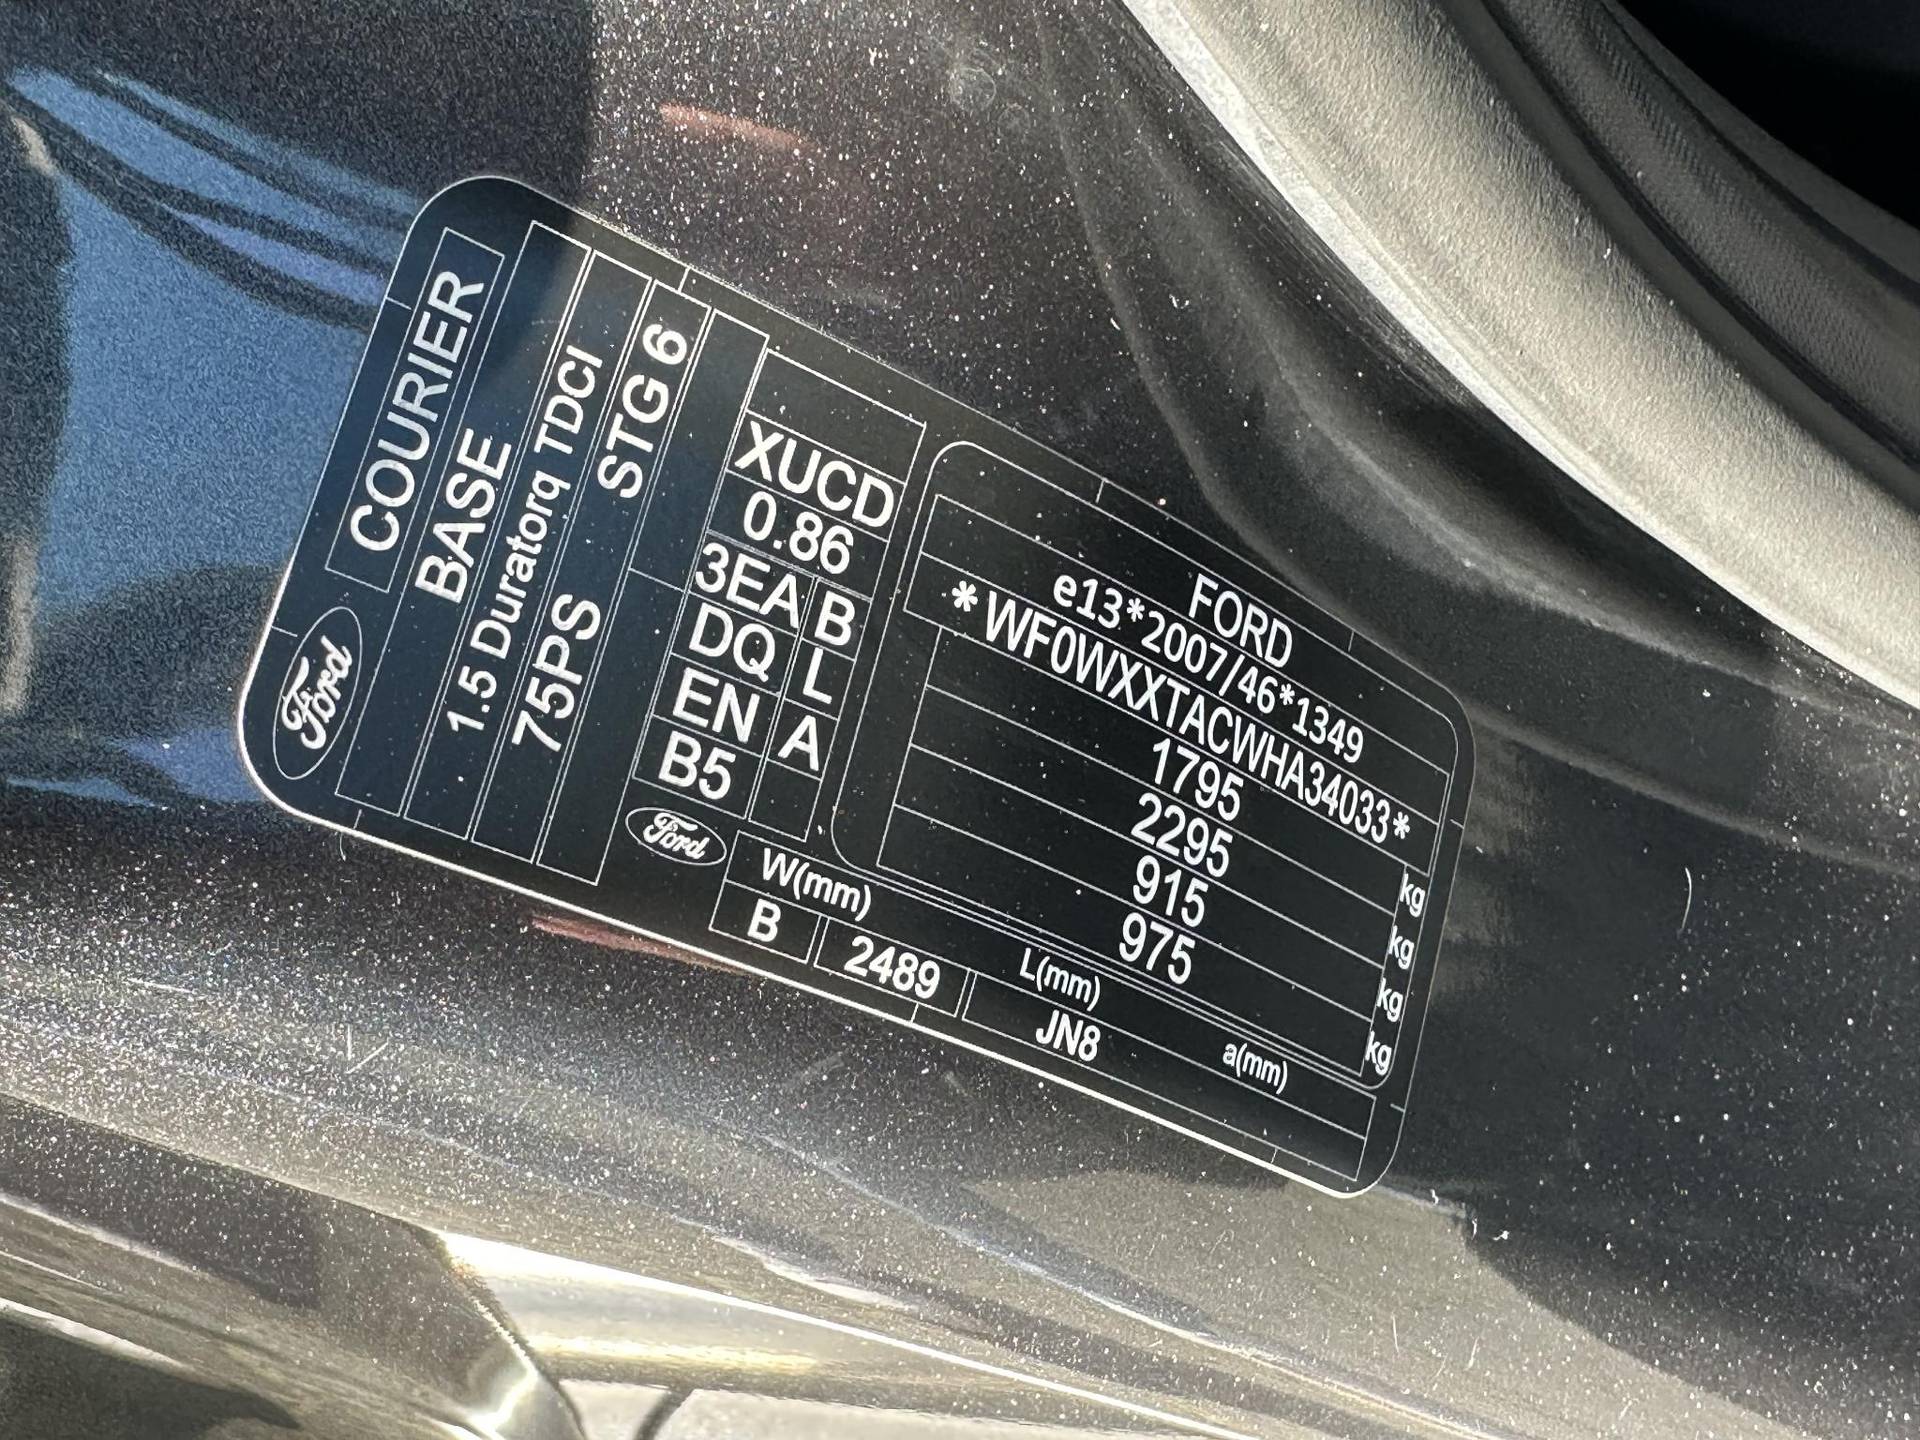 Ford
COURIER
BASE
1.5 Duratorq TDCI
75PS STG 6
XUCD
0.86
3EA B
DQ L
EN A
B5
Ford
FORD
e13*2007/46*1349
*WF0WXXTACWHA34033*
1795 kg
2295 kg
915 kg
975 kg
W(mm) L(mm) a(mm)
B 2489 JN8